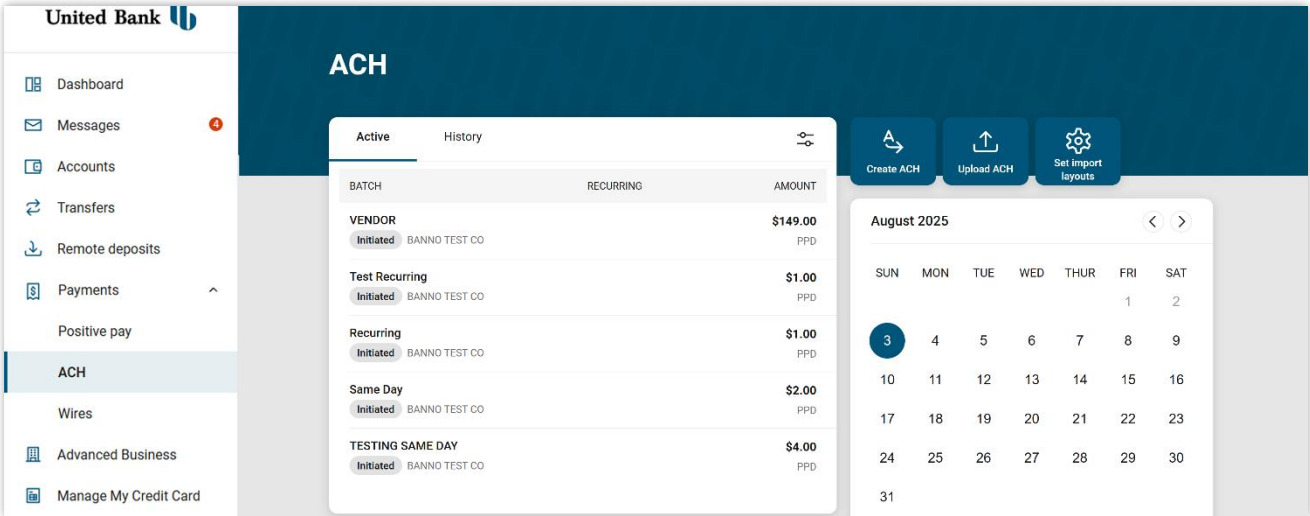 United Bank
Dashboard
Messages 4
Accounts
Transfers
Remote deposits
Payments
Positive pay
ACH
Wires
Advanced Business
Manage My Credit Card
ACH
Active History
BATCH RECURRING AMOUNT
VENDOR $149.00
Initiated BANNO TEST CO PPD
Test Recurring $1.00
Initiated BANNO TEST CO PPD
Recurring $1.00
Initiated BANNO TEST CO PPD
Same Day $2.00
Initiated BANNO TEST CO PPD
TESTING SAME DAY $4.00
Initiated BANNO TEST CO PPD
Create ACH
Upload ACH
Set import
layouts
August 2025
SUN MON TUE WED THUR FRI SAT
1 2
3 4 5 6 7 8 9
10 11 12 13 14 15 16
17 18 19 20 21 22 23
24 25 26 27 28 29 30
31